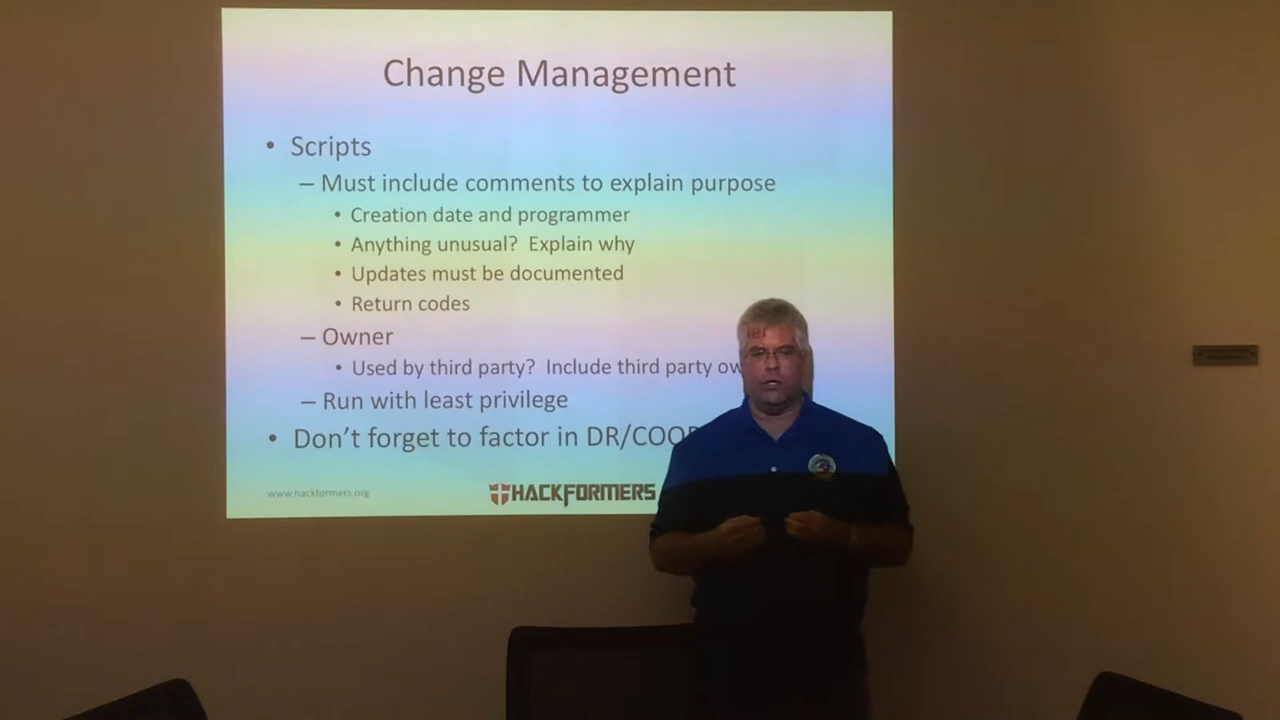 Change Management
• Scripts
– Must include comments to explain purpose
• Creation date and programmer
• Anything unusual? Explain why
• Updates must be documented
• Return codes
– Owner
• Used by third party? Include third party
– Run with least privilege
• Don't forget to factor in DR/COOP
www.hackformers.org
HACKFORMERS